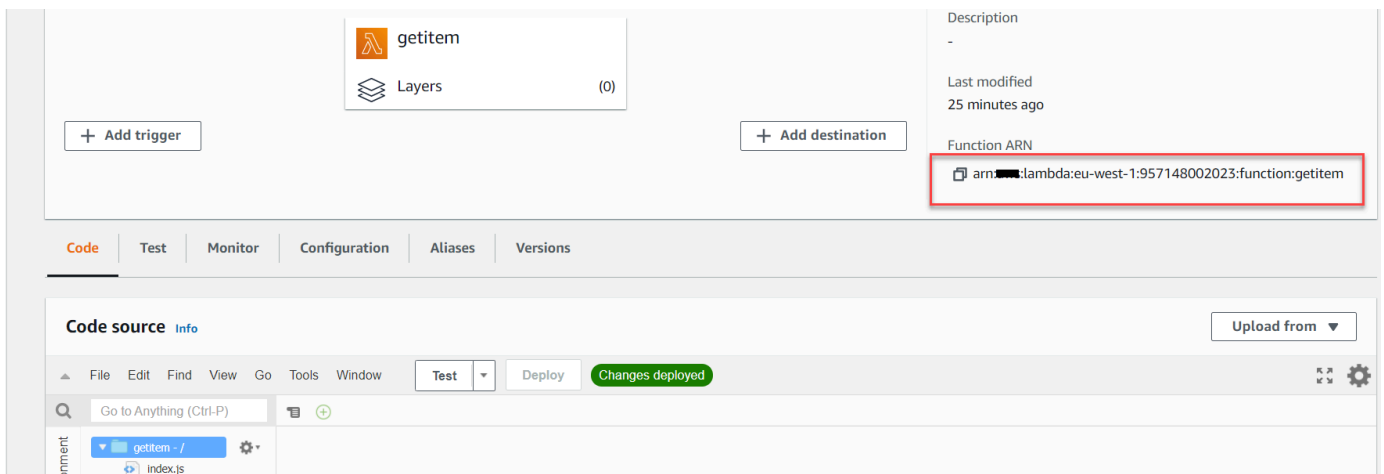 getitem
Layers (0)
+ Add trigger
+ Add destination
Description
-
Last modified
25 minutes ago
Function ARN
arn: :lambda:eu-west-1:957148002023:function:getitem
Code Test Monitor Configuration Aliases Versions
Code source Info
Upload from
File Edit Find View Go Tools Window Test Deploy Changes deployed
Go to Anything (Ctrl-P)
getitem - /
index.js